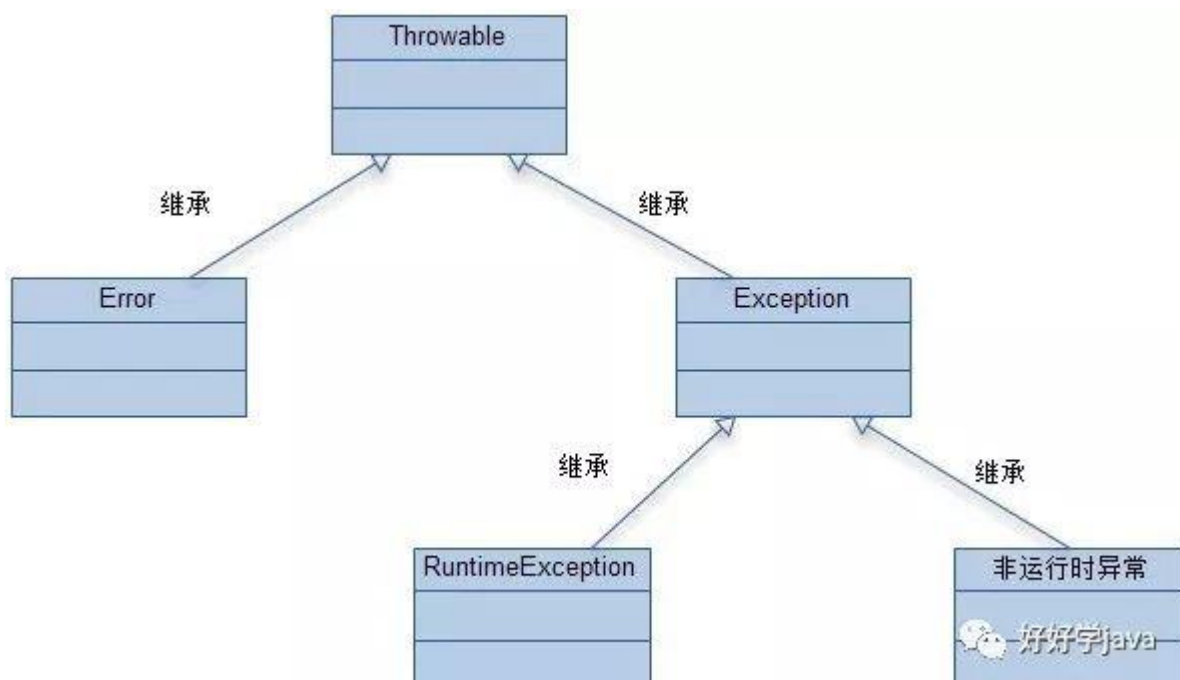 Throwable
继承
继承
Error
Exception
继承
继承
RuntimeException
非运行时异常
好好学java